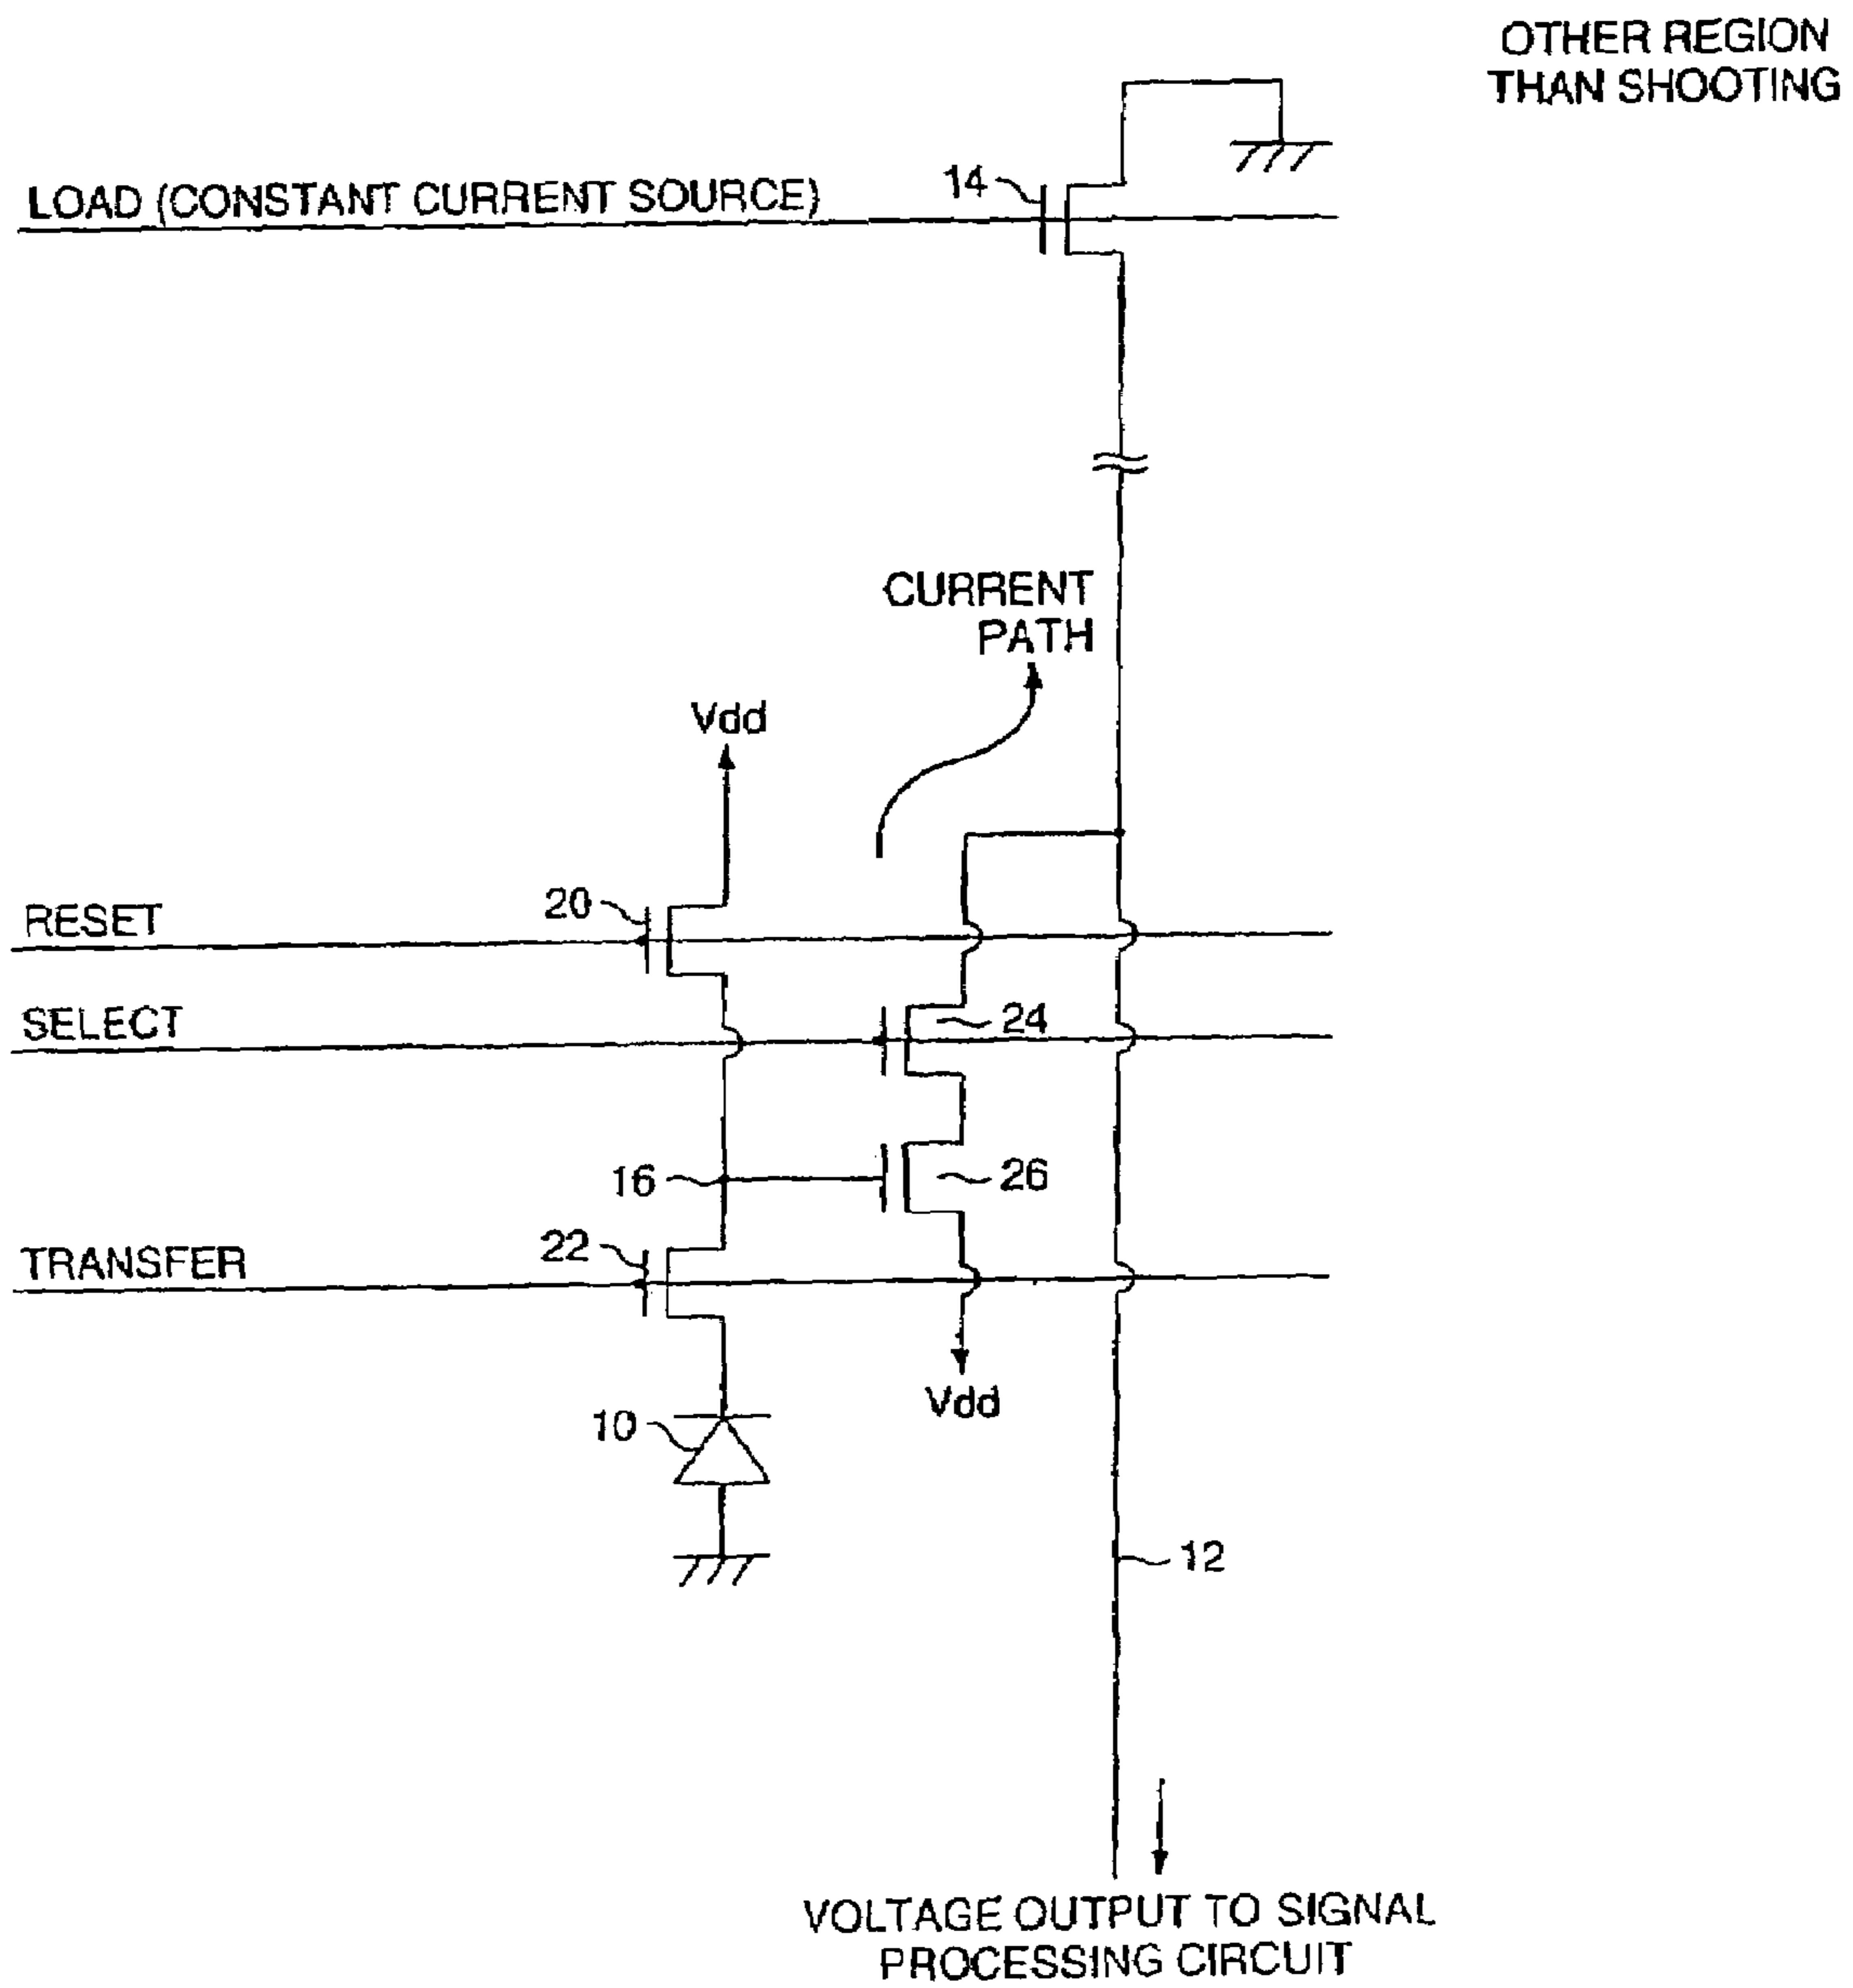 OTHER REGION
THAN SHOOTING
LOAD (CONSTANT CURRENT SOURCE)
14
CURRENT
PATH
Vdd
20
RESET
SELECT
24
16
26
22
TRANSFER
10
Vdd
12
VOLTAGE OUTPUT TO SIGNAL
PROCESSING CIRCUIT